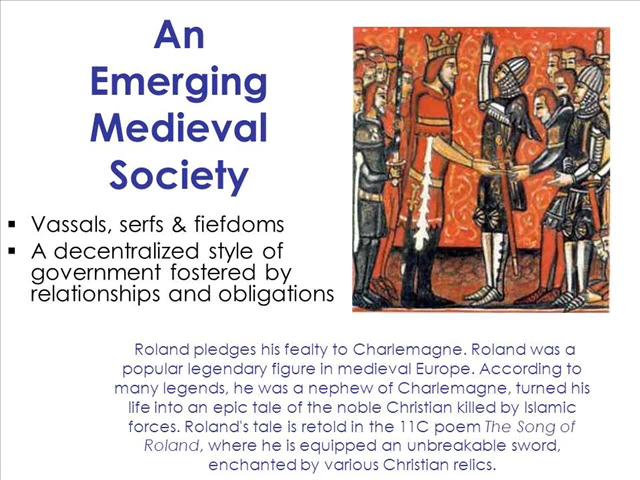 An
Emerging
Medieval
Society
▪ Vassals, serfs & fiefdoms
▪ A decentralized style of
government fostered by
relationships and obligations
Roland pledges his fealty to Charlemagne. Roland was a
popular legendary figure in medieval Europe. According to
many legends, he was a nephew of Charlemagne, turned his
life into an epic tale of the noble Christian killed by Islamic
forces. Roland's tale is retold in the 11C poem The Song of
Roland, where he is equipped an unbreakable sword,
enchanted by various Christian relics.